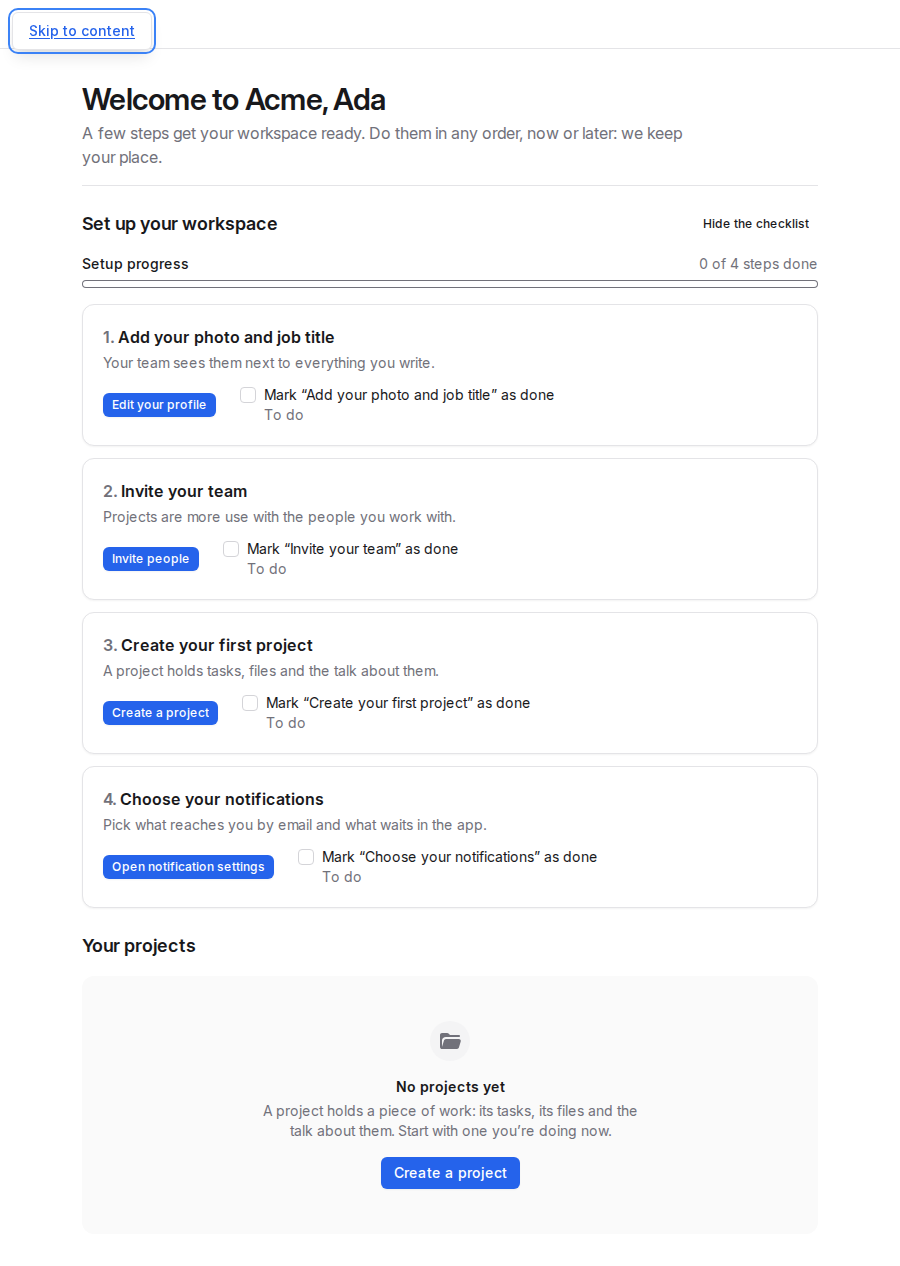 Skip to content
Welcome to Acme, Ada
A few steps get your workspace ready. Do them in any order, now or later: we keep
your place.
Set up your workspace
Hide the checklist
Setup progress
0 of 4 steps done
1. Add your photo and job title
Your team sees them next to everything you write.
Edit your profile
Mark “Add your photo and job title” as done
To do
2. Invite your team
Projects are more use with the people you work with.
Invite people
Mark “Invite your team” as done
To do
3. Create your first project
A project holds tasks, files and the talk about them.
Create a project
Mark “Create your first project” as done
To do
4. Choose your notifications
Pick what reaches you by email and what waits in the app.
Open notification settings
Mark “Choose your notifications” as done
To do
Your projects
No projects yet
A project holds a piece of work: its tasks, its files and the
talk about them. Start with one you’re doing now.
Create a project